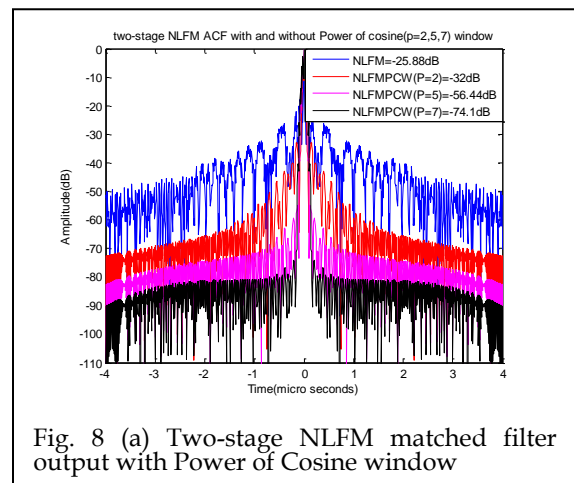 two-stage NLFM ACF with and without Power of cosine(p=2,5,7) window
NLFM=-25.88dB
NLFMPCW(P=2)=-32dB
NLFMPCW(P=5)=-56.44dB
NLFMPCW(P=7)=-74.1dB
Amplitude(dB)
0
-10
-20
-30
-40
-50
-60
-70
-80
-90
-100
-110
-4
-3
-2
-1
0
1
2
3
4
Time(micro seconds)
Fig. 8 (a) Two-stage NLFM matched filter
output with Power of Cosine window